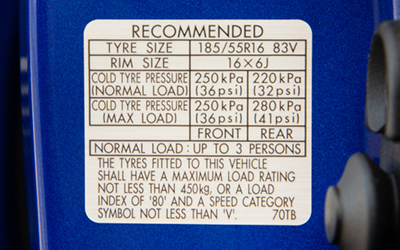 RECOMMENDED
TYRE SIZE 185/55R16 83V
RIM SIZE 16×6J
COLD TYRE PRESSURE 250kPa 220kPa
(NORMAL LOAD) (36psi) (32psi)
COLD TYRE PRESSURE 250kPa 280kPa
(MAX LOAD) (36psi) (41psi)
FRONT REAR
NORMAL LOAD: UP TO 3 PERSONS
THE TYRES FITTED TO THIS VEHICLE
SHALL HAVE A MAXIMUM LOAD RATING
NOT LESS THAN 450kg, OR A LOAD
INDEX OF '80' AND A SPEED CATEGORY
SYMBOL NOT LESS THAN 'V'. 70TB